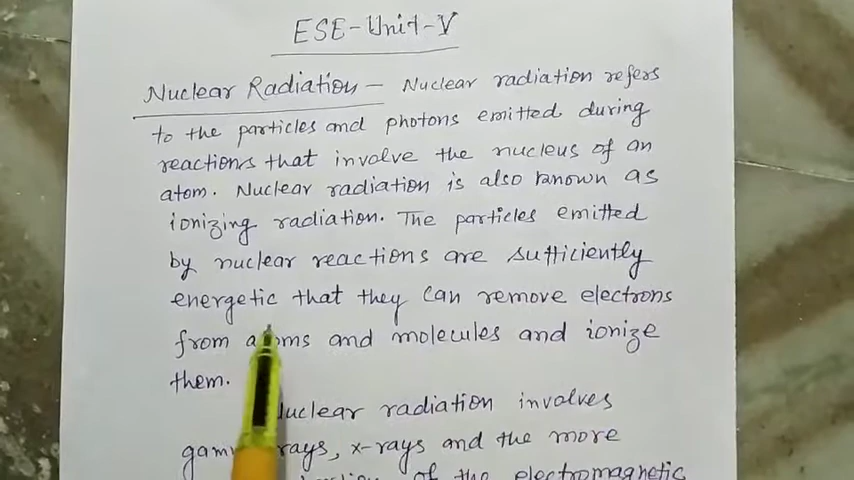 ESE-Unit-V
Nuclear Radiation - Nuclear radiation refers
to the particles and photons emitted during
reactions that involve the nucleus of an
atom. Nuclear radiation is also known as
ionizing radiation. The particles emitted
by nuclear reactions are sufficiently
energetic that they can remove electrons
from atoms and molecules and ionize
them.
Nuclear radiation involves
rays, x-rays and the more
of the electromagnetic